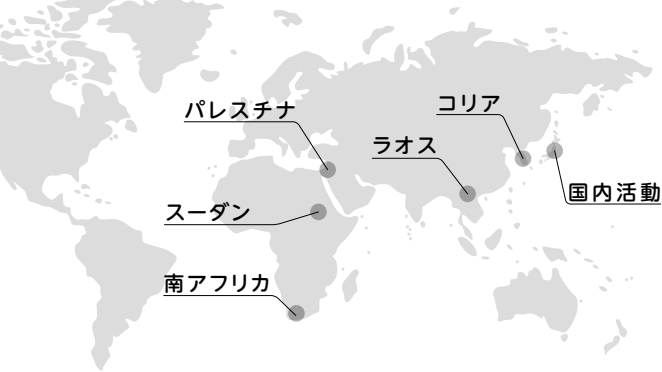 コリア
パレスチナ
ラオス
国内活動
スーダン
南アフリカ